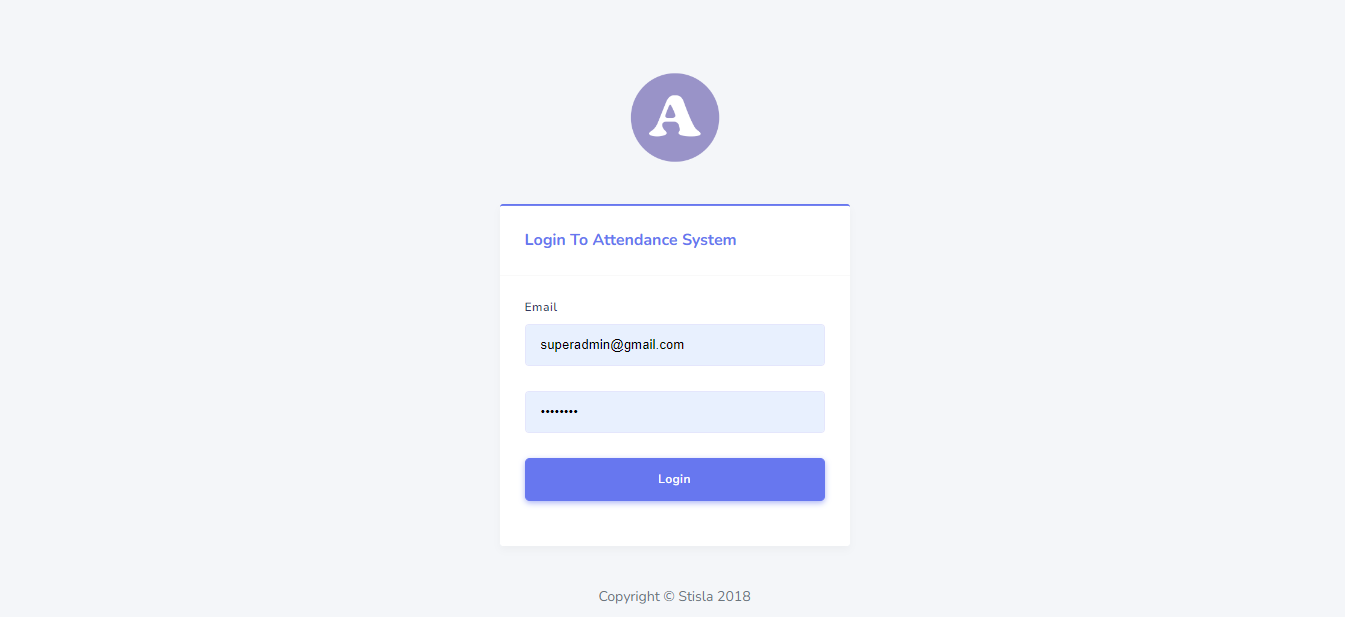 A
Login To Attendance System
Email
superadmin@gmail.com
••••••••
Login
Copyright © Stisla 2018